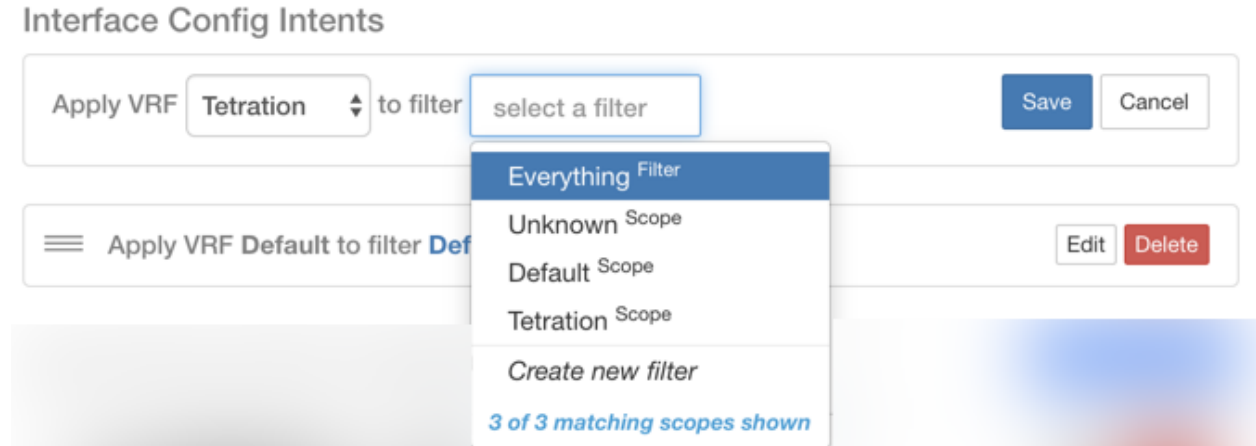 Interface Config Intents
Apply VRF Tetration to filter select a filter Save Cancel
Everything Filter
Unknown Scope
Default Scope
Tetration Scope
Create new filter
3 of 3 matching scopes shown
Apply VRF Default to filter Edit Delete